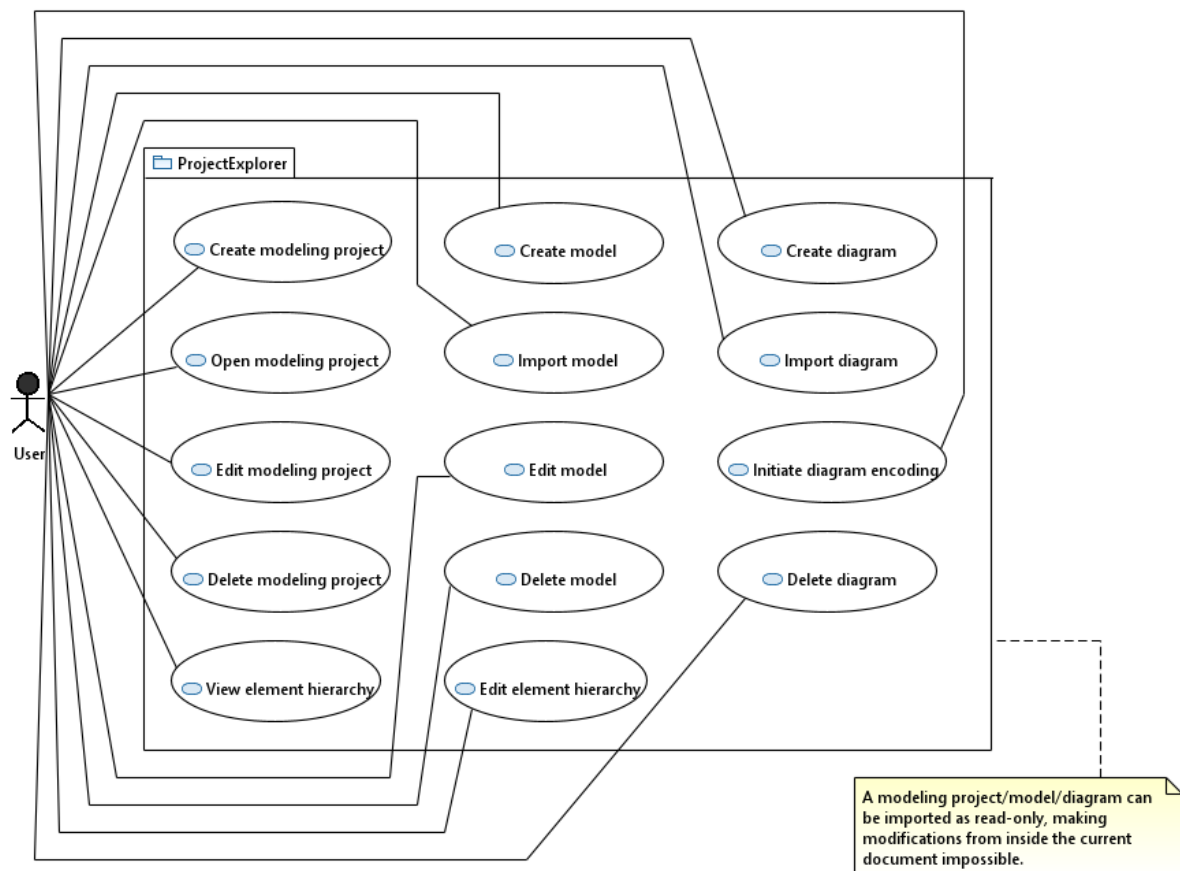 ProjectExplorer
Create modeling project
Create model
Create diagram
Open modeling project
Import model
Import diagram
User
Edit modeling project
Edit model
Initiate diagram encoding
Delete modeling project
Delete model
Delete diagram
View element hierarchy
Edit element hierarchy
A modeling project/model/diagram can
be imported as read-only, making
modifications from inside the current
document impossible.